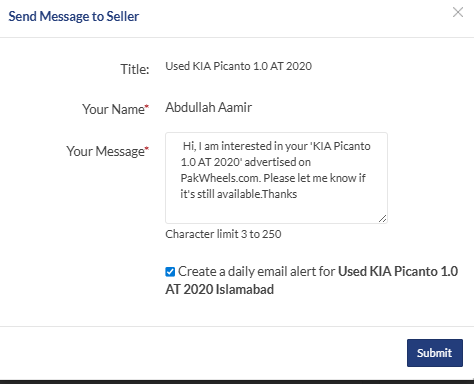 Send Message to Seller
Title: Used KIA Picanto 1.0 AT 2020
Your Name* Abdullah Aamir
Your Message* Hi, I am interested in your 'KIA Picanto
1.0 AT 2020' advertised on
PakWheels.com. Please let me know if
it's still available.Thanks
Character limit 3 to 250
Create a daily email alert for Used KIA Picanto 1.0
AT 2020 Islamabad
Submit